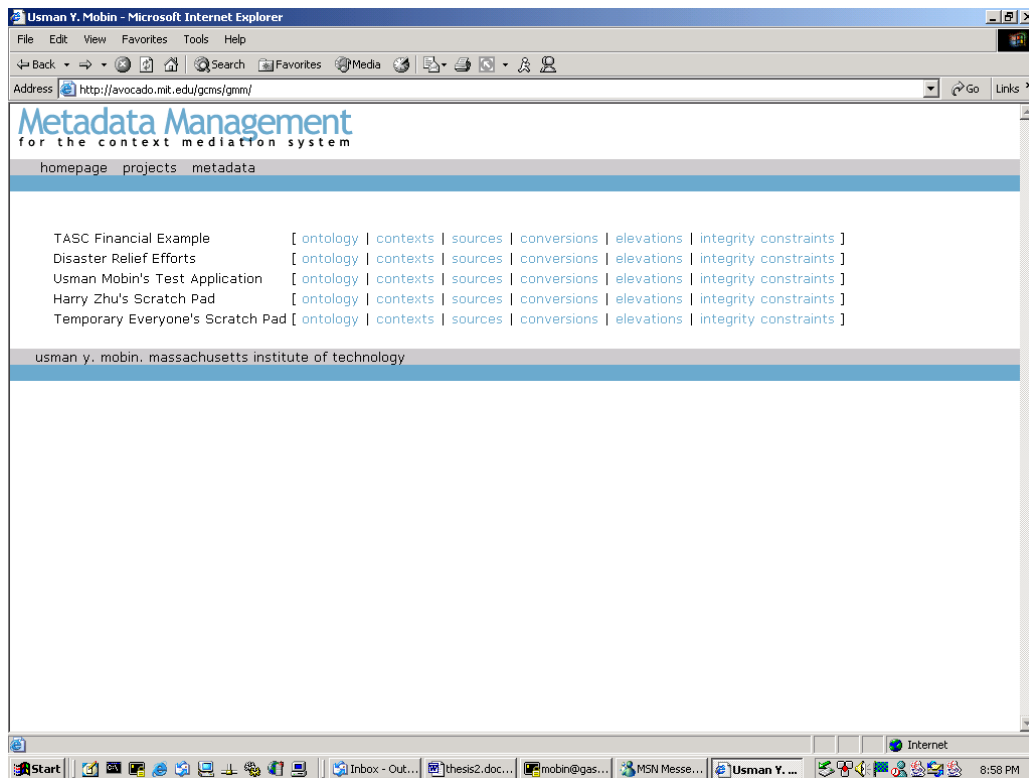 Usman Y. Mobin - Microsoft Internet Explorer
File Edit View Favorites Tools Help
Back Search Favorites Media
Address http://avocado.mit.edu/gcms/gmm/ Go Links
Metadata Management
for the context mediation system
homepage projects metadata
TASC Financial Example [ ontology | contexts | sources | conversions | elevations | integrity constraints ]
Disaster Relief Efforts [ ontology | contexts | sources | conversions | elevations | integrity constraints ]
Usman Mobin's Test Application [ ontology | contexts | sources | conversions | elevations | integrity constraints ]
Harry Zhu's Scratch Pad [ ontology | contexts | sources | conversions | elevations | integrity constraints ]
Temporary Everyone's Scratch Pad [ ontology | contexts | sources | conversions | elevations | integrity constraints ]
usman y. mobin. massachusetts institute of technology
Internet
Start Inbox - Out... thesis2.doc... mobin@gas... MSN Messe... Usman Y. ... 8:58 PM